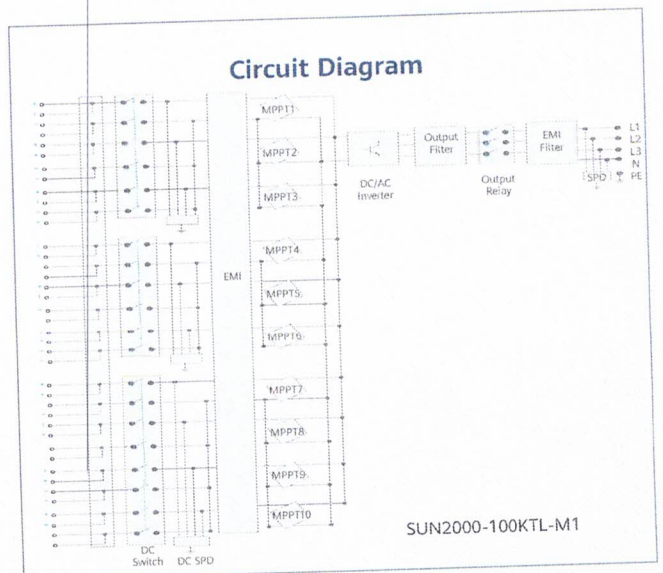 Circuit Diagram
MPPT1
MPPT2
MPPT3
MPPT4
MPPT5
MPPT6
MPPT7
MPPT8
MPPT9
MPPT10
EMI
DC/AC
Inverter
Output
Filter
Output
Relay
EMI
Filter
SPD
L1
L2
L3
N
PE
DC
Switch
DC SPD
SUN2000-100KTL-M1